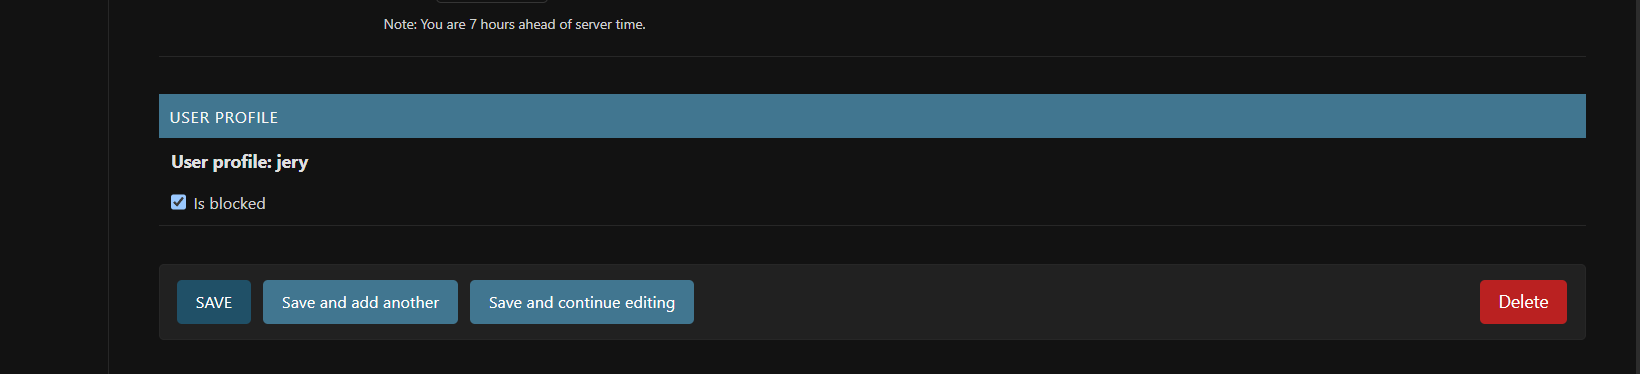 Note: You are 7 hours ahead of server time.
USER PROFILE
User profile: jery
Is blocked
SAVE
Save and add another
Save and continue editing
Delete